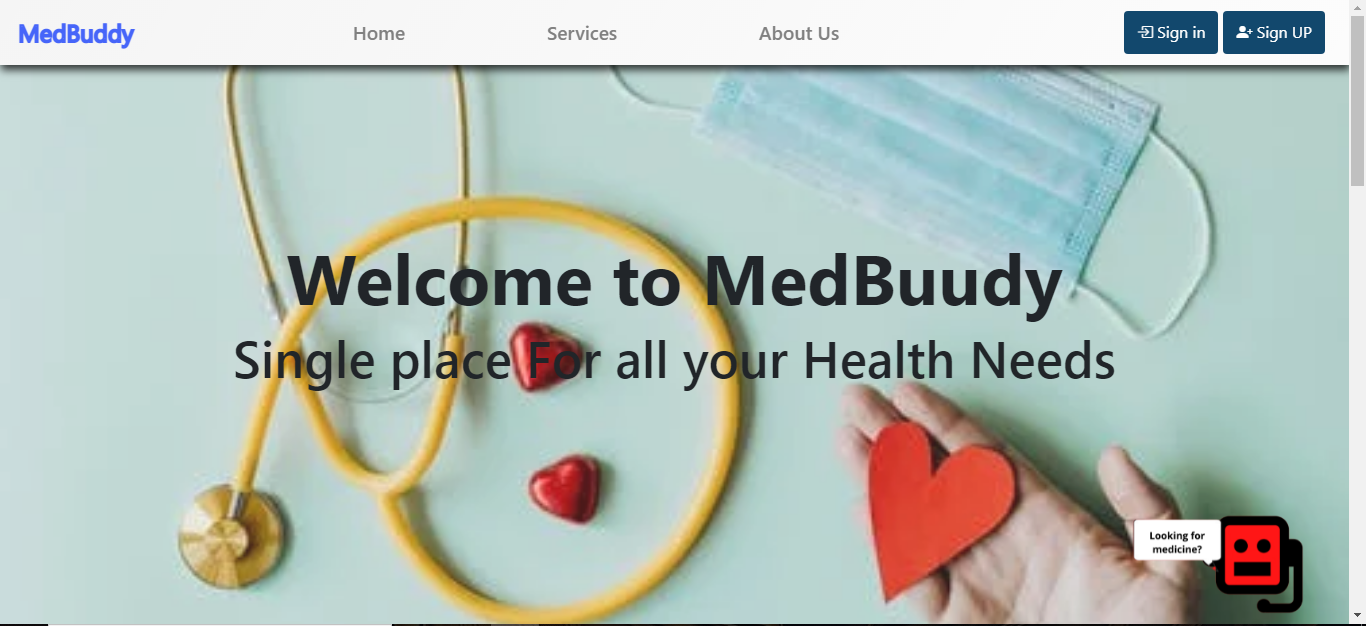 MedBuddy
Home
Services
About Us
Sign in
Sign UP
Welcome to MedBuudy
Single place For all your Health Needs
Looking for
medicine?